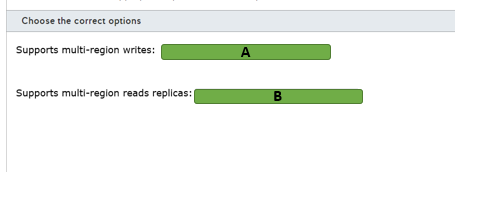 Choose the correct options
Supports multi-region writes: A
Supports multi-region reads replicas: B